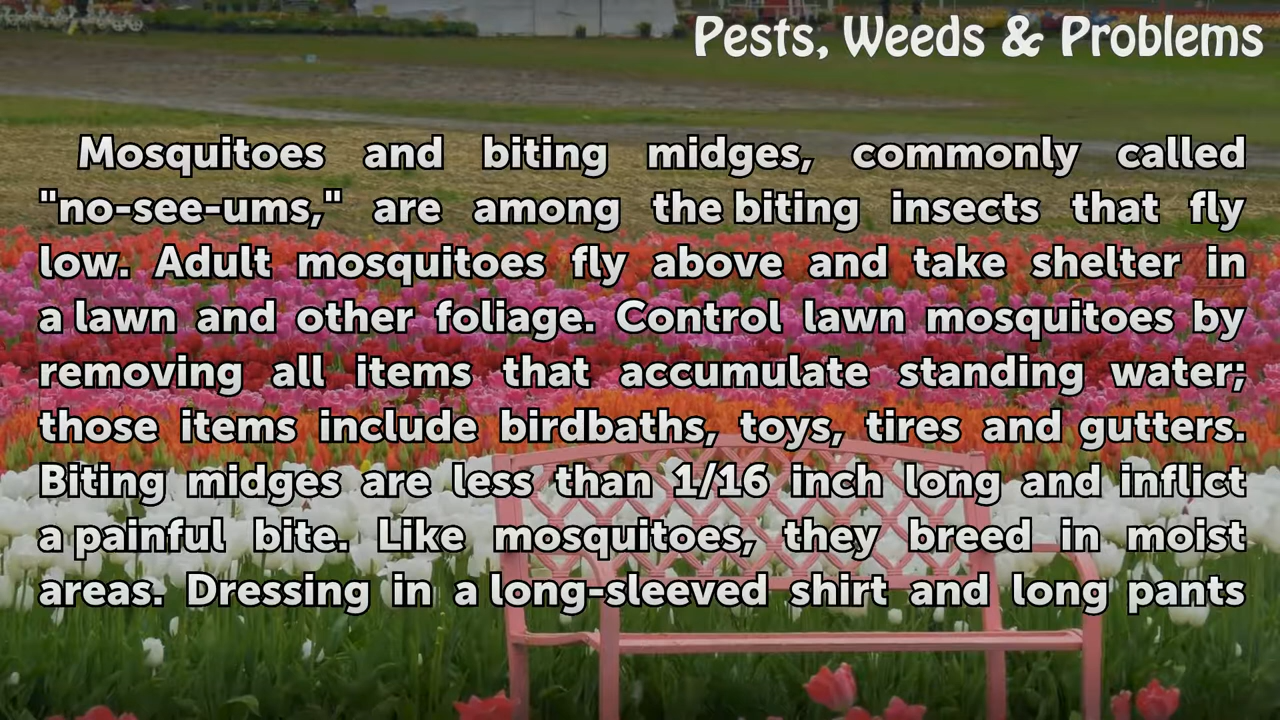 Pests, Weeds & Problems
Mosquitoes and biting midges, commonly called
"no-see-ums," are among the biting insects that fly
low. Adult mosquitoes fly above and take shelter in
a lawn and other foliage. Control lawn mosquitoes by
removing all items that accumulate standing water;
those items include birdbaths, toys, tires and gutters.
Biting midges are less than 1/16 inch long and inflict
a painful bite. Like mosquitoes, they breed in moist
areas. Dressing in a long-sleeved shirt and long pants